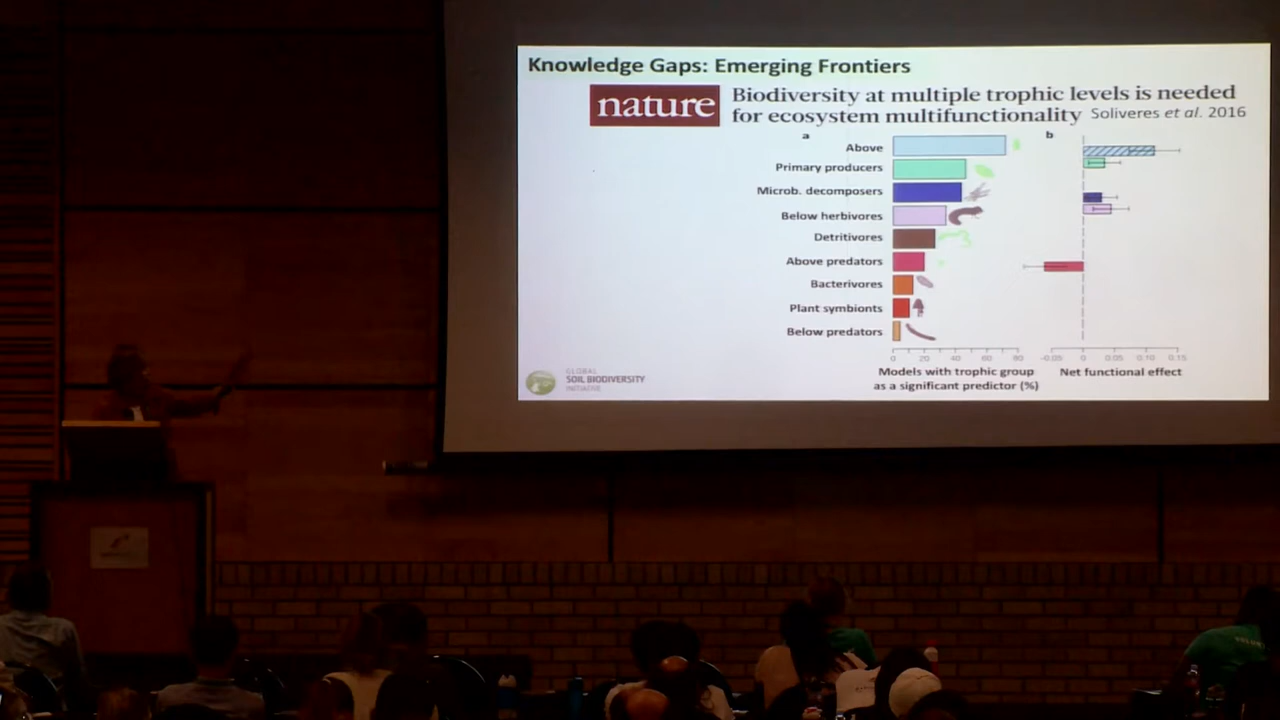 Knowledge Gaps: Emerging Frontiers
nature
Biodiversity at multiple trophic levels is needed
for ecosystem multifunctionality Soliveres et al. 2016
a
b
Above
Primary producers
Microb. decomposers
Below herbivores
Detritivores
Above predators
Bacterivores
Plant symbionts
Below predators
0 20 40 60 80
-0.05 0 0.05 0.10 0.15
Models with trophic group
as a significant predictor (%)
Net functional effect
GLOBAL
SOIL BIODIVERSITY
INITIATIVE